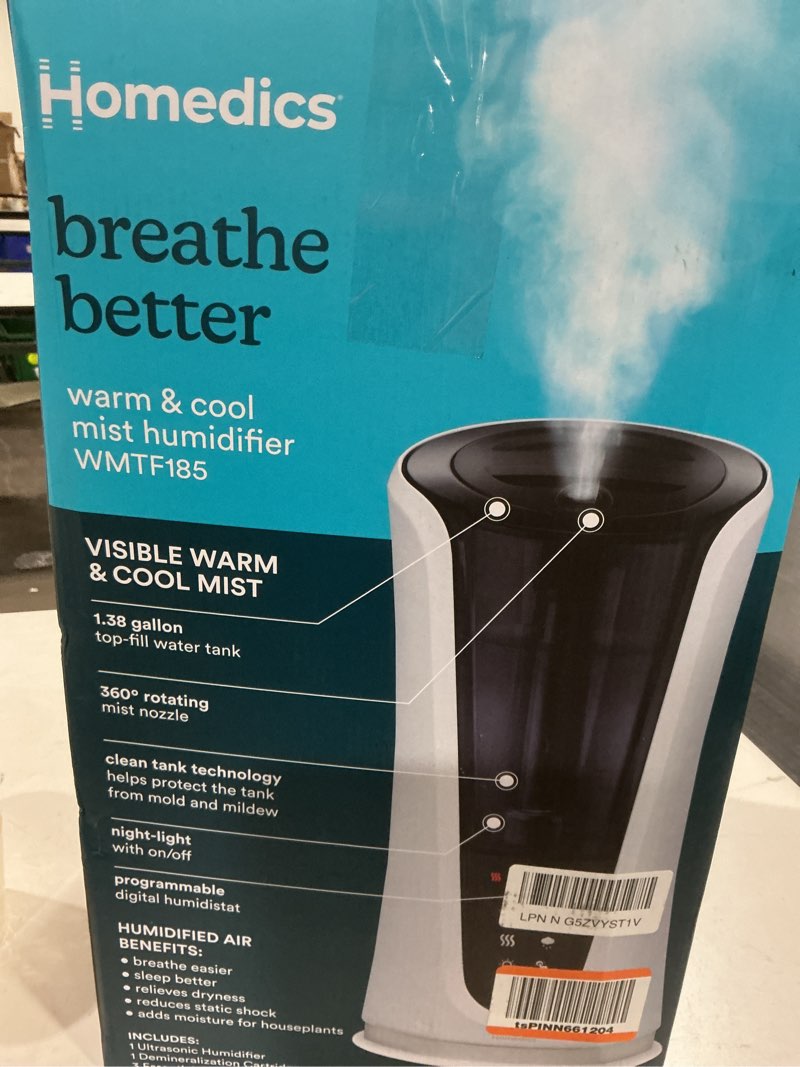 Homedics
breathe
better
warm & cool
mist humidifier
WMTF185
VISIBLE WARM
& COOL MIST
1.38 gallon
top-fill water tank
360° rotating
mist nozzle
clean tank technology
helps protect the tank
from mold and mildew
night-light
with on/off
programmable
digital humidistat
LPN N G5ZVYST1V
tsPINN661204
HUMIDIFIED AIR
BENEFITS:
• breathe easier
• sleep better
• relieves dryness
• reduces static shock
• adds moisture for houseplants
INCLUDES:
1 Ultrasonic Humidifier
1 Demineralization